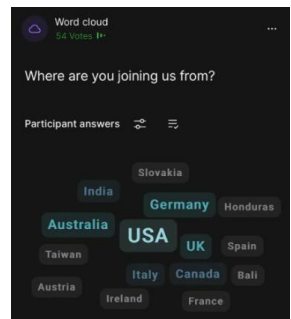 Word cloud
54 Votes
Where are you joining us from?
Participant answers
Slovakia
India
Germany
Honduras
Australia
USA
UK
Spain
Taiwan
Italy
Canada
Bali
Austria
Ireland
France